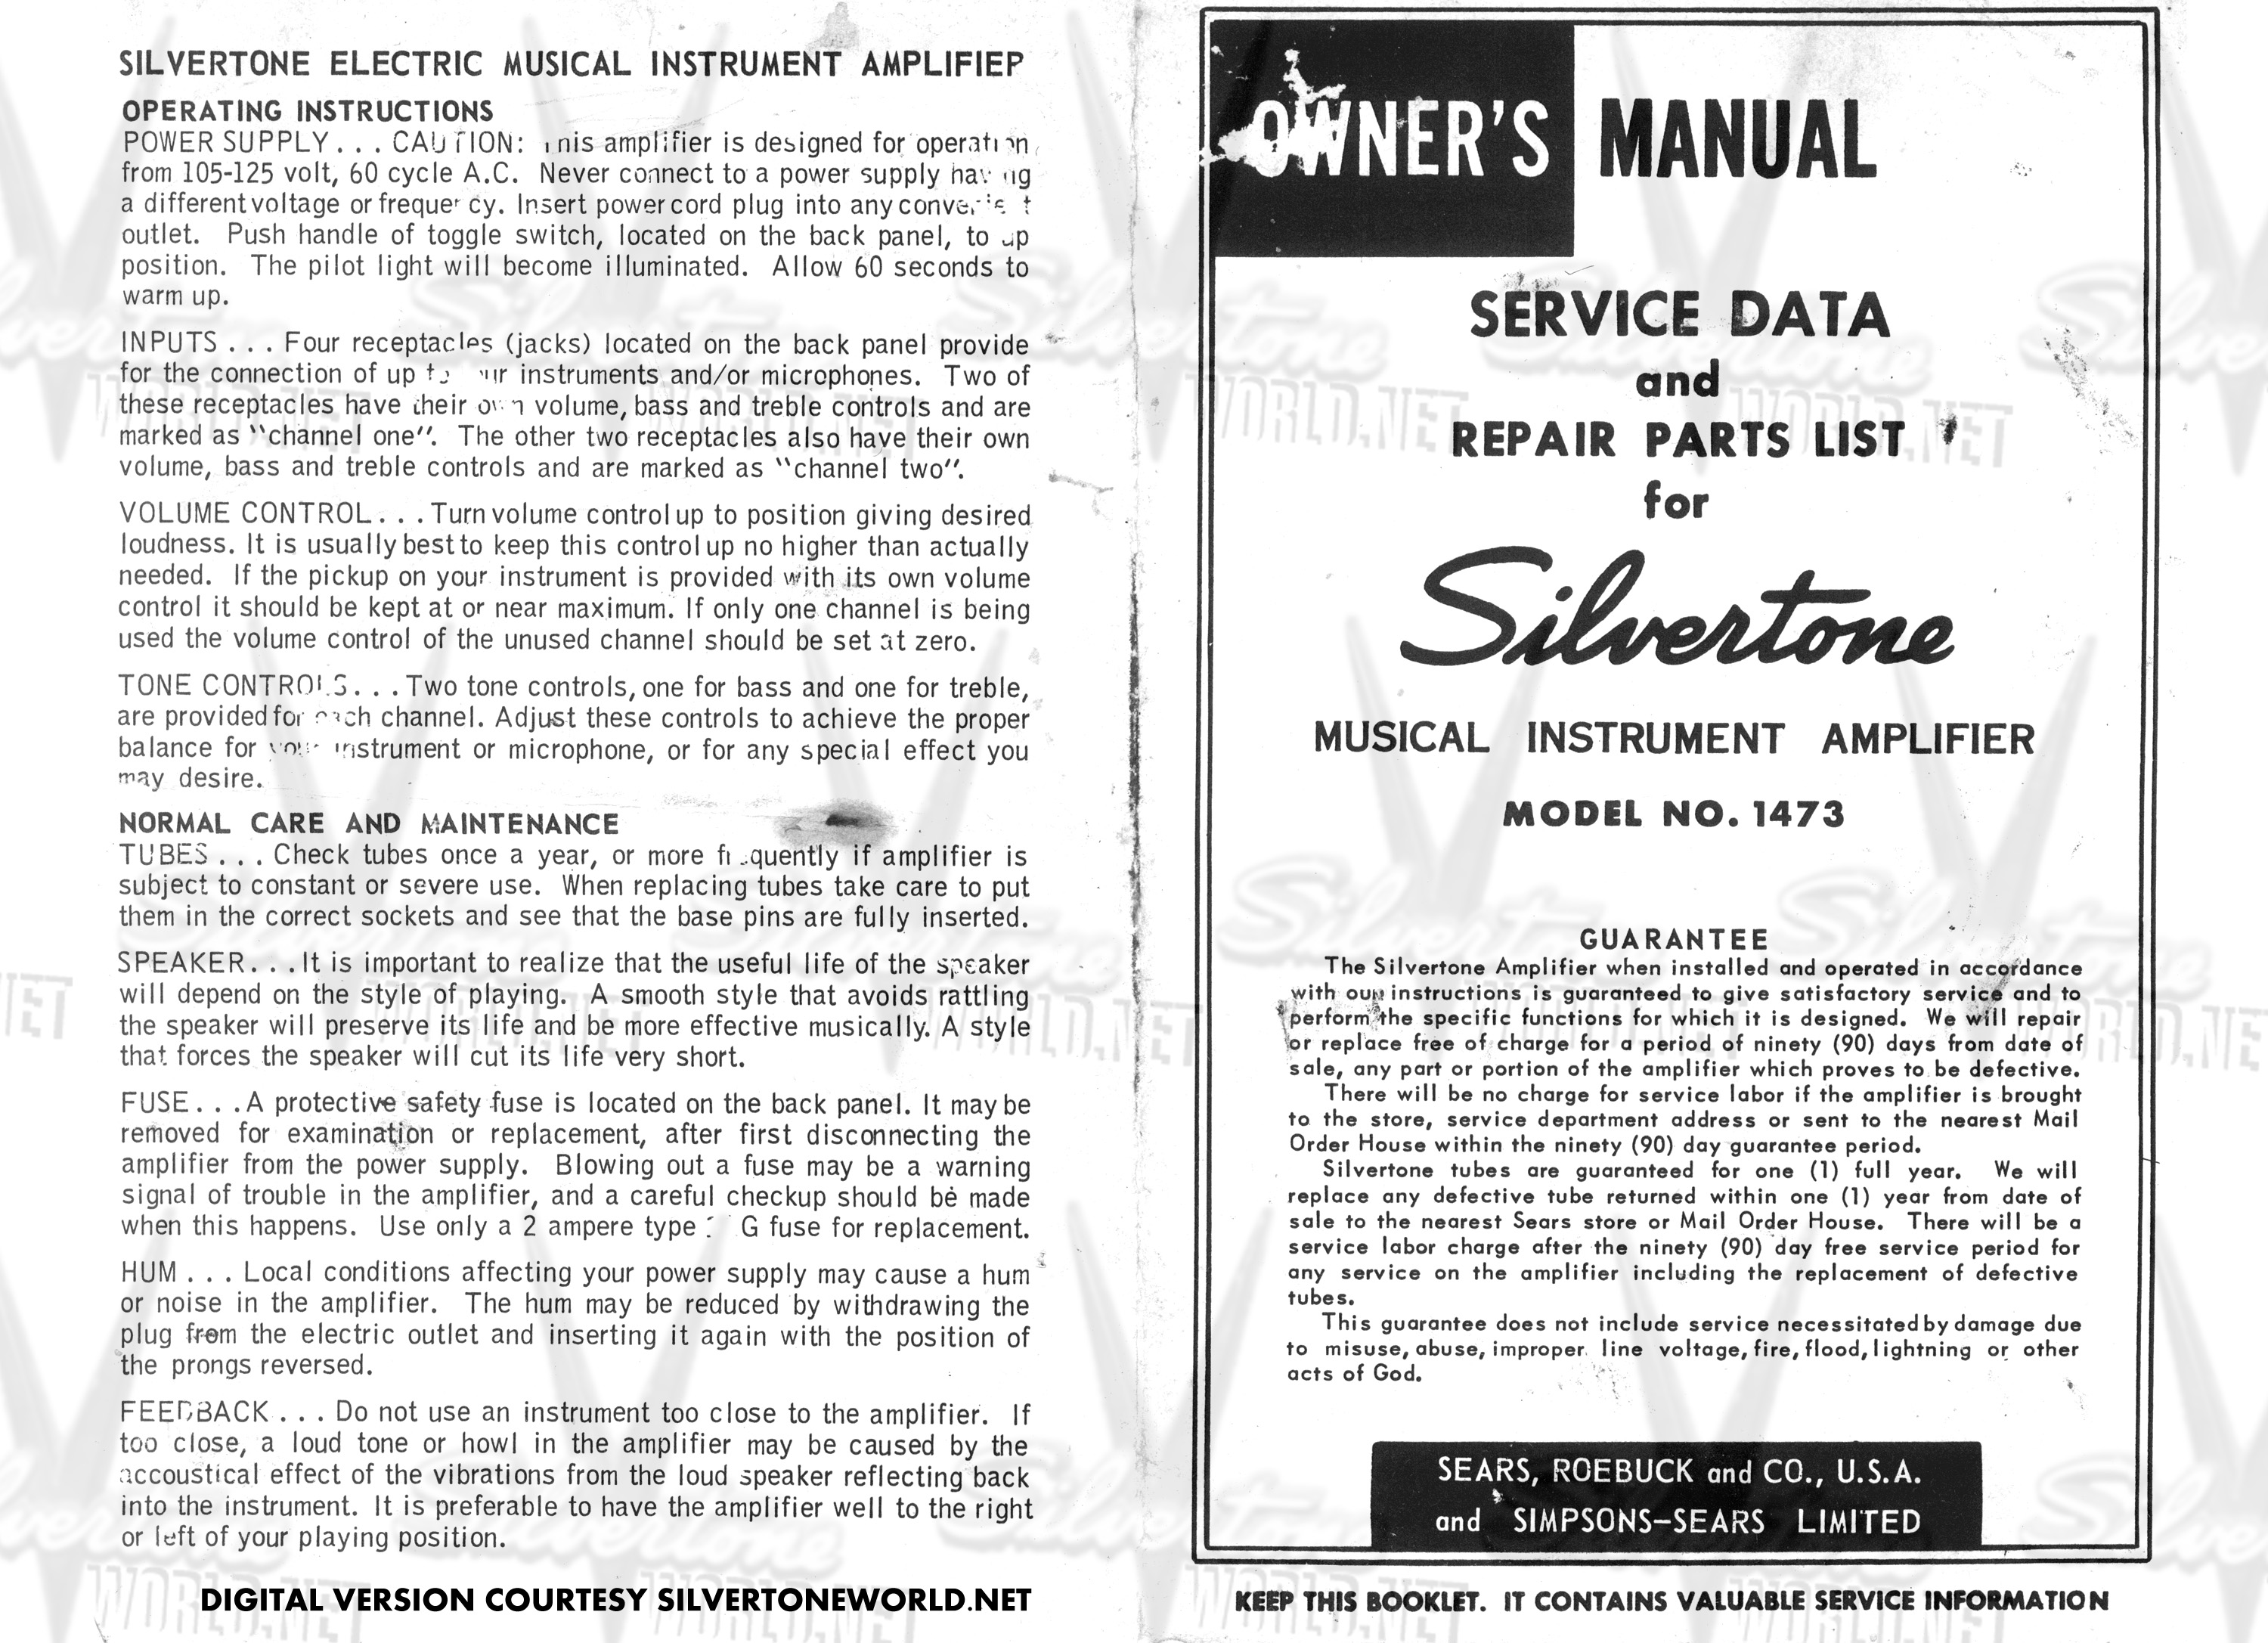 SILVERTONE ELECTRIC MUSICAL INSTRUMENT AMPLIFIER
OPERATING INSTRUCTIONS
POWER SUPPLY . . . CAUTION: This amplifier is designed for operation
from 105-125 volt, 60 cycle A.C. Never connect to a power supply having
a different voltage or frequency. Insert power cord plug into any convenient
outlet. Push handle of toggle switch, located on the back panel, to up
position. The pilot light will become illuminated. Allow 60 seconds to
warm up.
INPUTS . . . Four receptacles (jacks) located on the back panel provide
for the connection of up to four instruments and/or microphones. Two of
these receptacles have their own volume, bass and treble controls and are
marked as "channel one". The other two receptacles also have their own
volume, bass and treble controls and are marked as "channel two".
VOLUME CONTROL. . . Turn volume control up to position giving desired
loudness. It is usually best to keep this control up no higher than actually
needed. If the pickup on your instrument is provided with its own volume
control it should be kept at or near maximum. If only one channel is being
used the volume control of the unused channel should be set at zero.
TONE CONTROLS. . . Two tone controls, one for bass and one for treble,
are provided for each channel. Adjust these controls to achieve the proper
balance for your instrument or microphone, or for any special effect you
may desire.
NORMAL CARE AND MAINTENANCE
TUBES . . . Check tubes once a year, or more frequently if amplifier is
subject to constant or severe use. When replacing tubes take care to put
them in the correct sockets and see that the base pins are fully inserted.
SPEAKER. . . It is important to realize that the useful life of the speaker
will depend on the style of playing. A smooth style that avoids rattling
the speaker will preserve its life and be more effective musically. A style
that forces the speaker will cut its life very short.
FUSE. . . A protective safety fuse is located on the back panel. It may be
removed for examination or replacement, after first disconnecting the
amplifier from the power supply. Blowing out a fuse may be a warning
signal of trouble in the amplifier, and a careful checkup should be made
when this happens. Use only a 2 ampere type G fuse for replacement.
HUM . . . Local conditions affecting your power supply may cause a hum
or noise in the amplifier. The hum may be reduced by withdrawing the
plug from the electric outlet and inserting it again with the position of
the prongs reversed.
FEEDBACK . . . Do not use an instrument too close to the amplifier. If
too close, a loud tone or howl in the amplifier may be caused by the
accoustical effect of the vibrations from the loud speaker reflecting back
into the instrument. It is preferable to have the amplifier well to the right
or left of your playing position.
DIGITAL VERSION COURTESY SILVERTONEWORLD.NET
OWNER'S MANUAL
SERVICE DATA
and
REPAIR PARTS LIST
for
Silvertone
MUSICAL INSTRUMENT AMPLIFIER
MODEL NO. 1473
GUARANTEE
The Silvertone Amplifier when installed and operated in accordance
with our instructions is guaranteed to give satisfactory service and to
perform the specific functions for which it is designed. We will repair
or replace free of charge for a period of ninety (90) days from date of
sale, any part or portion of the amplifier which proves to be defective.
There will be no charge for service labor if the amplifier is brought
to the store, service department address or sent to the nearest Mail
Order House within the ninety (90) day guarantee period.
Silvertone tubes are guaranteed for one (1) full year. We will
replace any defective tube returned within one (1) year from date of
sale to the nearest Sears store or Mail Order House. There will be a
service labor charge after the ninety (90) day free service period for
any service on the amplifier including the replacement of defective
tubes.
This guarantee does not include service necessitated by damage due
to misuse, abuse, improper line voltage, fire, flood, lightning or other
acts of God.
SEARS, ROEBUCK and CO., U.S.A.
and SIMPSONS-SEARS LIMITED
KEEP THIS BOOKLET. IT CONTAINS VALUABLE SERVICE INFORMATION